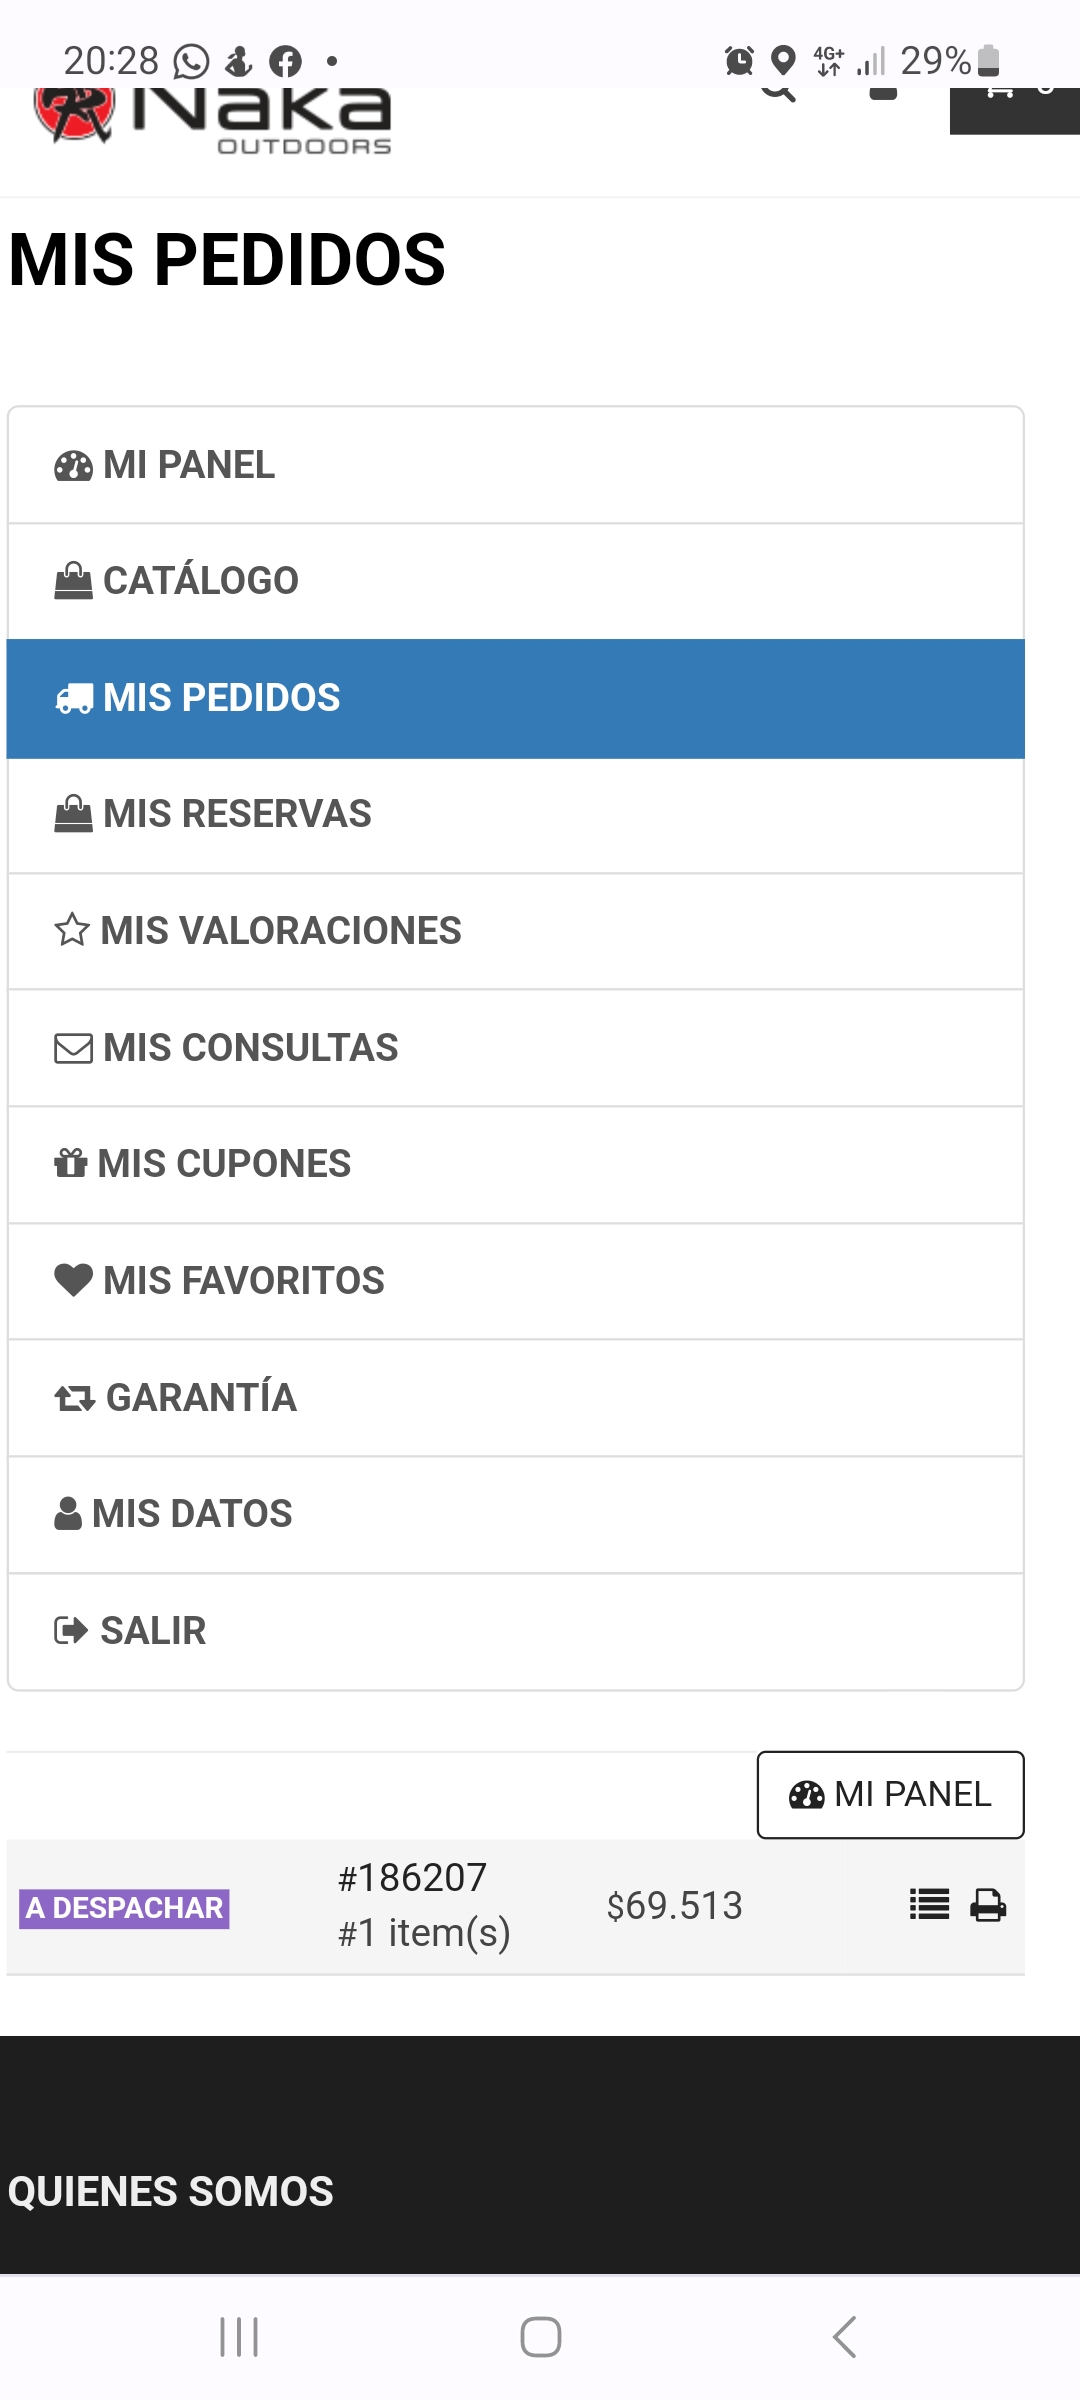 20:28
4G+
29%
Naka
OUTDOORS
MIS PEDIDOS
MI PANEL
CATÁLOGO
MIS PEDIDOS
MIS RESERVAS
MIS VALORACIONES
MIS CONSULTAS
MIS CUPONES
MIS FAVORITOS
GARANTÍA
MIS DATOS
SALIR
MI PANEL
A DESPACHAR
#186207
#1 item(s)
$69.513
QUIENES SOMOS